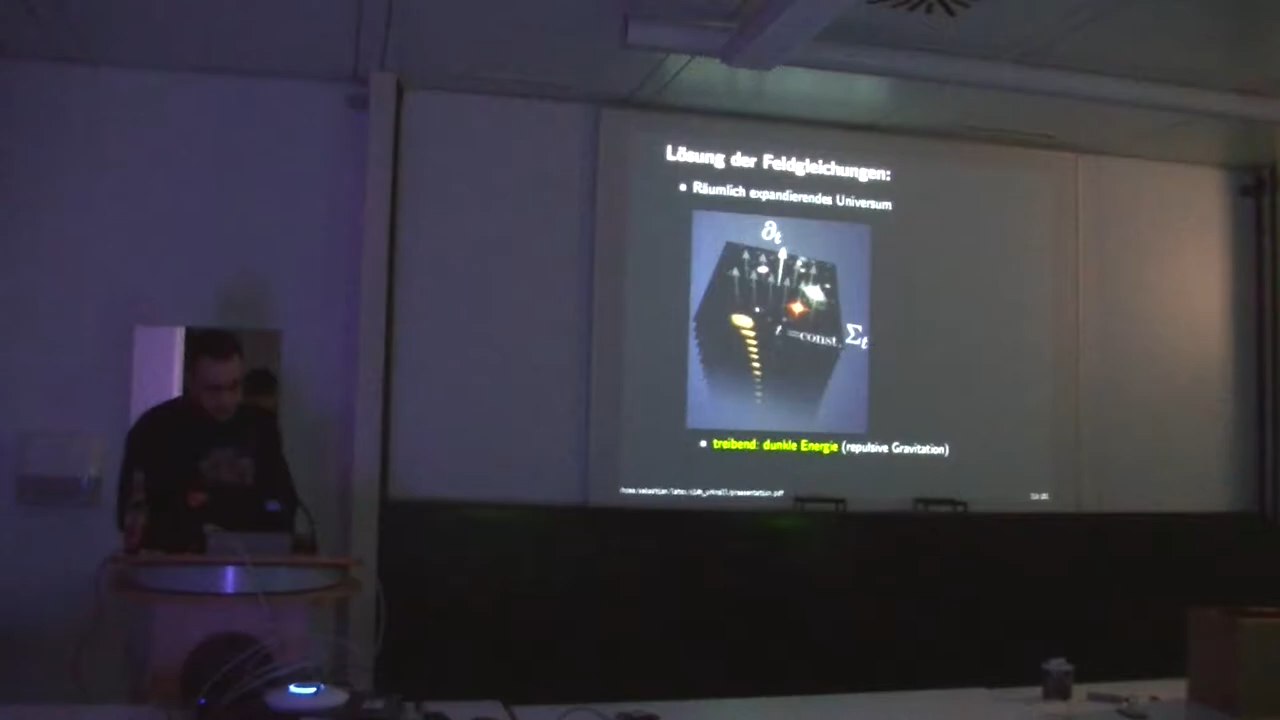 Lösung der Feldgleichungen:
• Räumlich expandierendes Universum
∂t
t =const. Σt
• treibend: dunkle Energie (repulsive Gravitation)